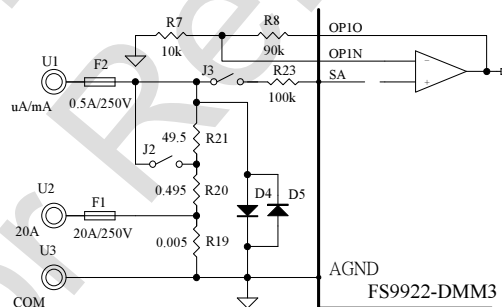 R7
R8
OP1O
10k
90k
OP1N
U1
F2
J3
R23
SA
-
+
uA/mA
0.5A/250V
100k
49.5
R21
J2
0.495
R20
D4
D5
U2
F1
20A
20A/250V
0.005
R19
U3
AGND
COM
FS9922-DMM3
or Re